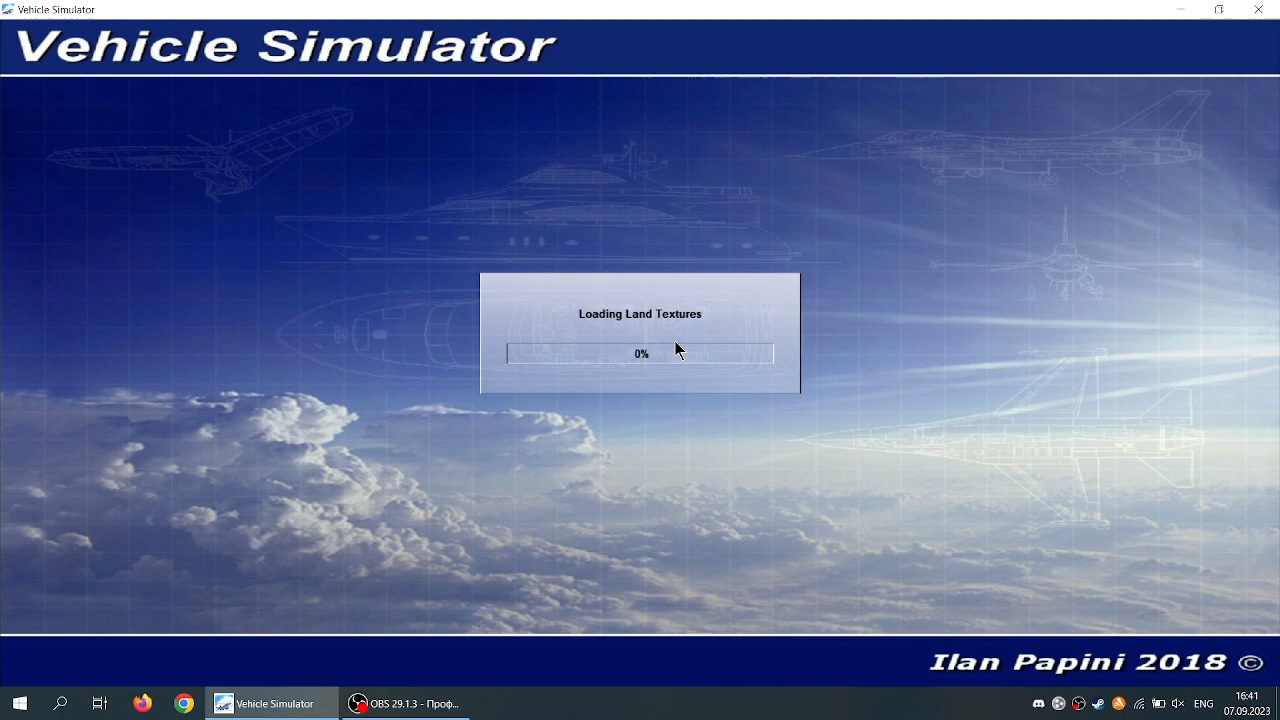 Vehicle Simulator
Vehicle Simulator
Loading Land Textures
0%
Ilan Papini 2018 ©
Vehicle Simulator
OBS 29.1.3 - Проф...
ENG
16:41
07.09.2023